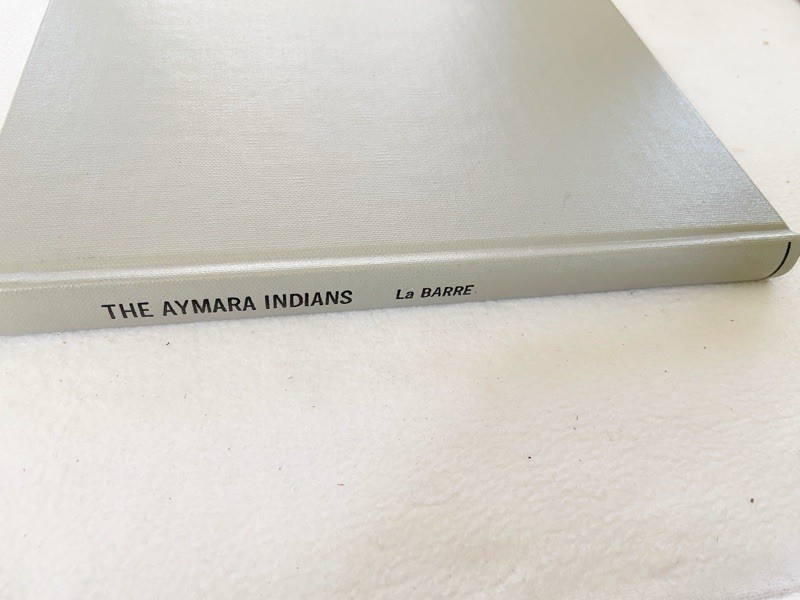 THE AYMARA INDIANS La BARRE